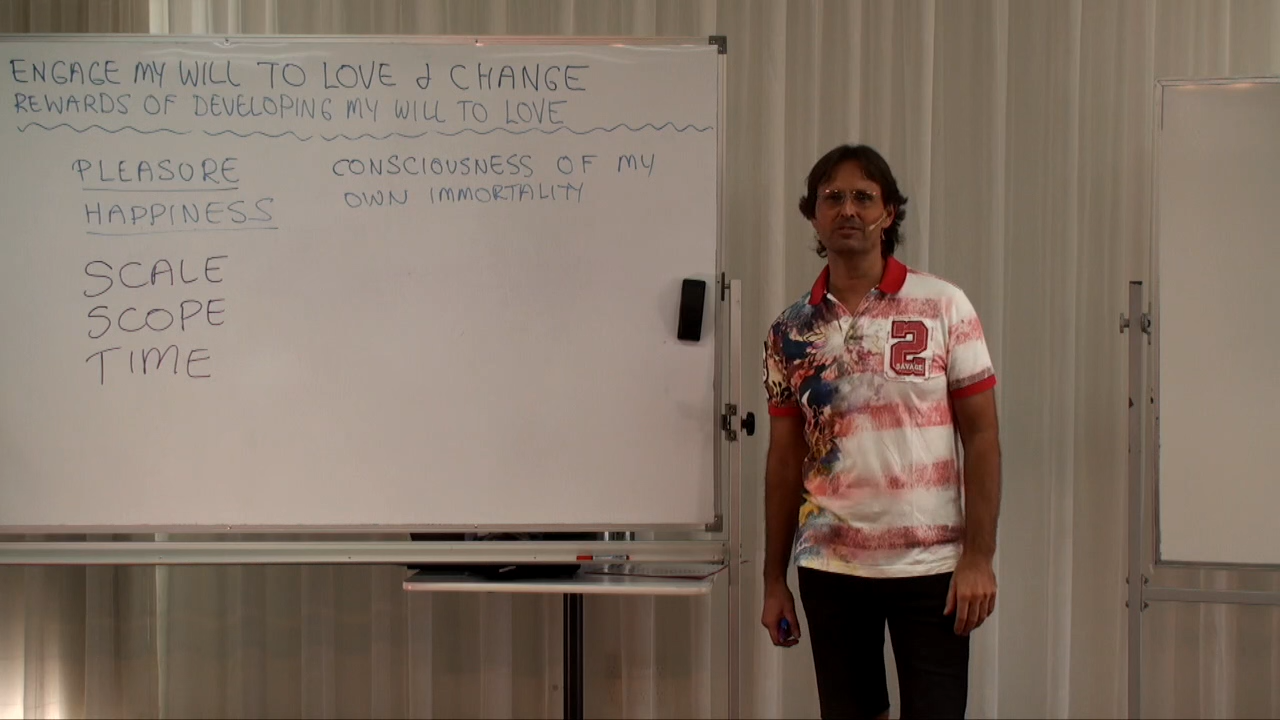 ENGAGE MY WILL TO LOVE & CHANGE
REWARDS OF DEVELOPING MY WILL TO LOVE
PLEASURE
HAPPINESS
SCALE
SCOPE
TIME
CONSCIOUSNESS OF MY
OWN IMMORTALITY
2
SAVAGE